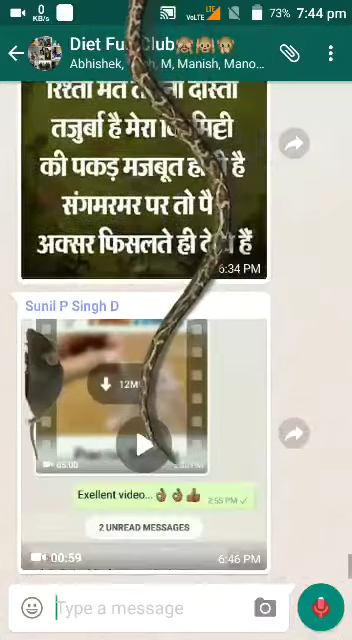 0
KB/s
VoLTE
73%
7:44 pm
Diet Fu
Club
Abhishek,
M, Manish, Mano...
रिश्ता मत
दोस्तो
तजुर्बा है मेरा
मिट्टी
की पकड़ मजबूत
है
संगमरमर पर तो
अक्सर फिसलते ही
हैं
6:34 PM
Sunil P Singh D
12M
Exellent video...👌🏾👌🏾👍🏾
2:55 PM
2 UNREAD MESSAGES
00:59
6:46 PM
Type a message